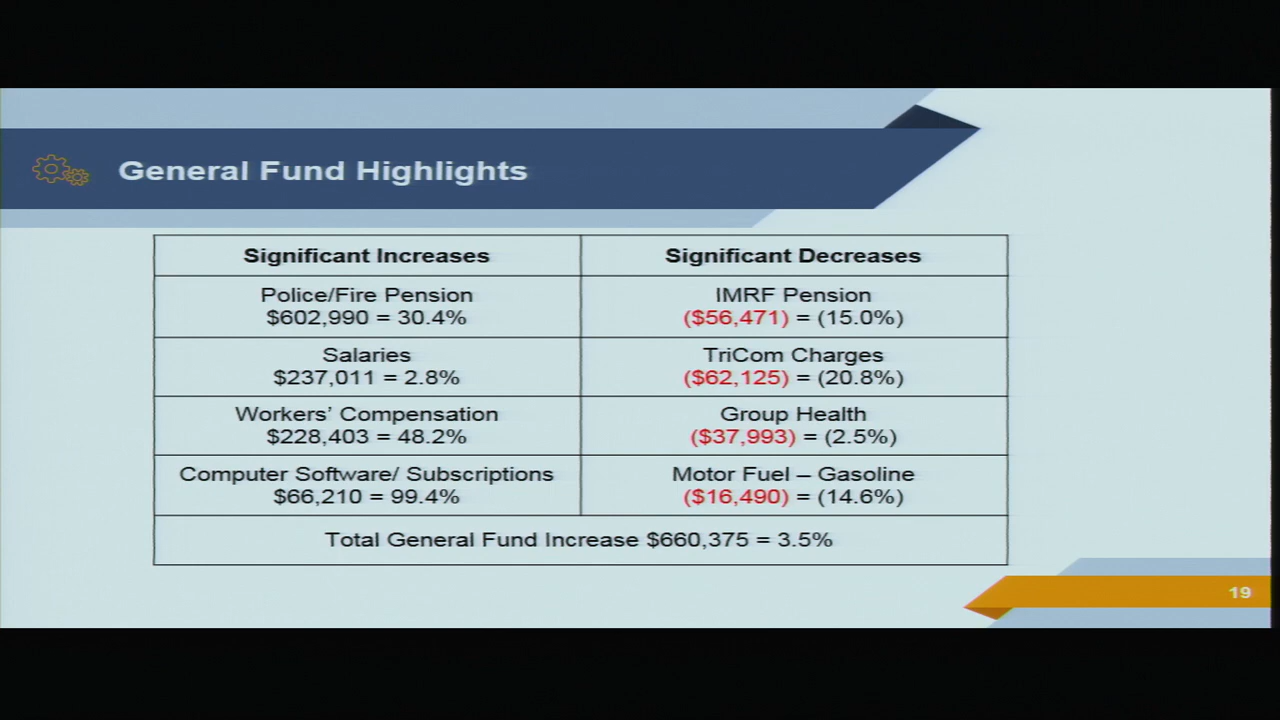 General Fund Highlights
Significant Increases
Significant Decreases
Police/Fire Pension
$602,990 = 30.4%
IMRF Pension
($56,471) = (15.0%)
Salaries
$237,011 = 2.8%
TriCom Charges
($62,125) = (20.8%)
Workers’ Compensation
$228,403 = 48.2%
Group Health
($37,993) = (2.5%)
Computer Software/ Subscriptions
$66,210 = 99.4%
Motor Fuel – Gasoline
($16,490) = (14.6%)
Total General Fund Increase $660,375 = 3.5%
19